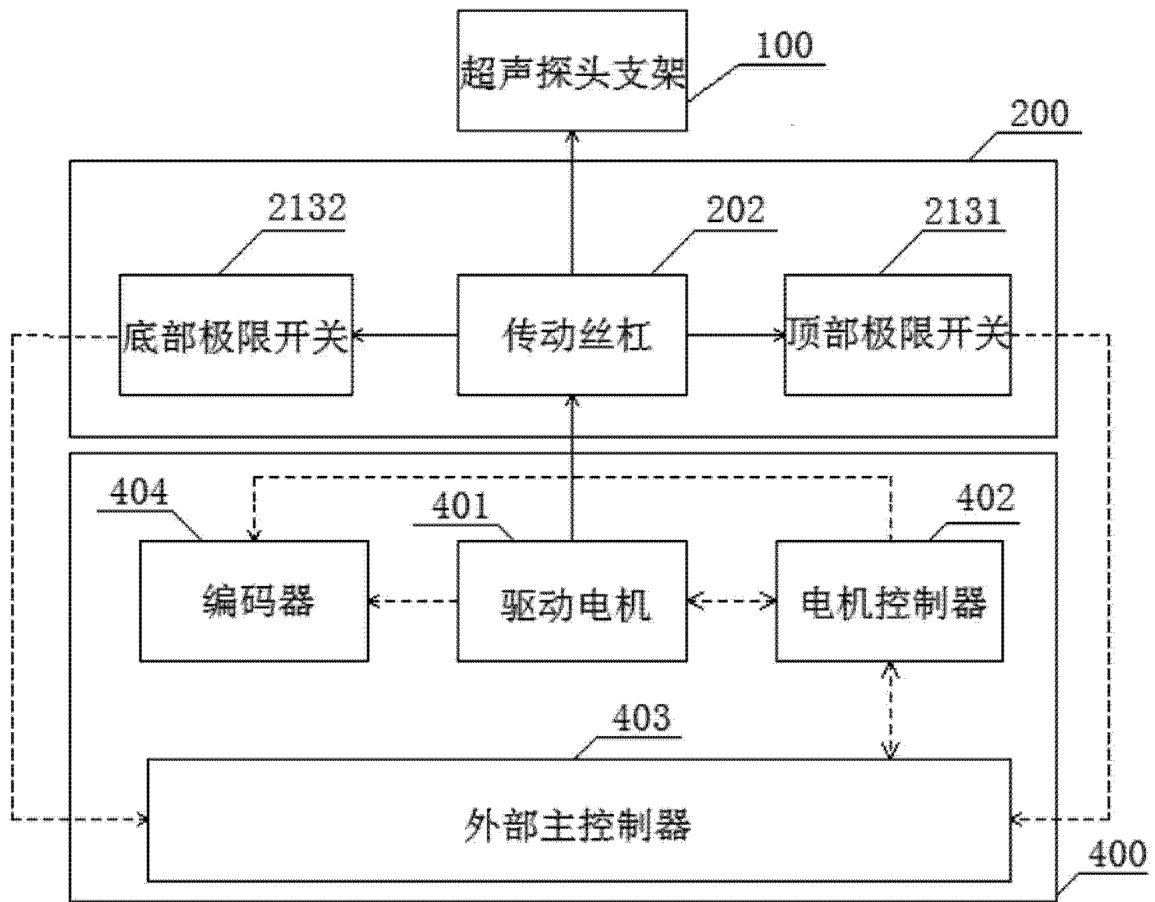 超声探头支架
100
200
2132
202
2131
底部极限开关
传动丝杠
顶部极限开关
404
401
402
编码器
驱动电机
电机控制器
403
外部主控制器
400